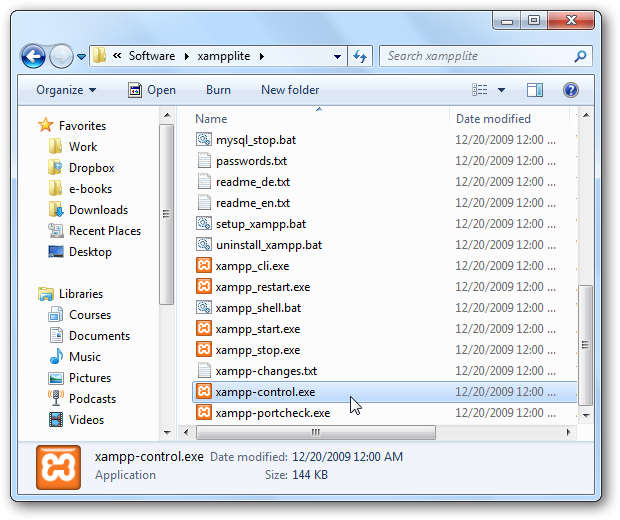 « Software ▸ xampplite ▸
Search xampplite
Organize ▾ Open Burn New folder
Favorites
Work
Dropbox
e-books
Downloads
Recent Places
Desktop
Libraries
Courses
Documents
Music
Pictures
Podcasts
Videos
Name Date modified
mysql_stop.bat 12/20/2009 12:00 ...
passwords.txt 12/20/2009 12:00 ...
readme_de.txt 12/20/2009 12:00 ...
readme_en.txt 12/20/2009 12:00 ...
setup_xampp.bat 12/20/2009 12:00 ...
uninstall_xampp.bat 12/20/2009 12:00 ...
xampp_cli.exe 12/20/2009 12:00 ...
xampp_restart.exe 12/20/2009 12:00 ...
xampp_shell.bat 12/20/2009 12:00 ...
xampp_start.exe 12/20/2009 12:00 ...
xampp_stop.exe 12/20/2009 12:00 ...
xampp-changes.txt 12/20/2009 12:00 ...
xampp-control.exe 12/20/2009 12:00 ...
xampp-portcheck.exe 12/20/2009 12:00 ...
xampp-control.exe Date modified: 12/20/2009 12:00 AM
Application Size: 144 KB